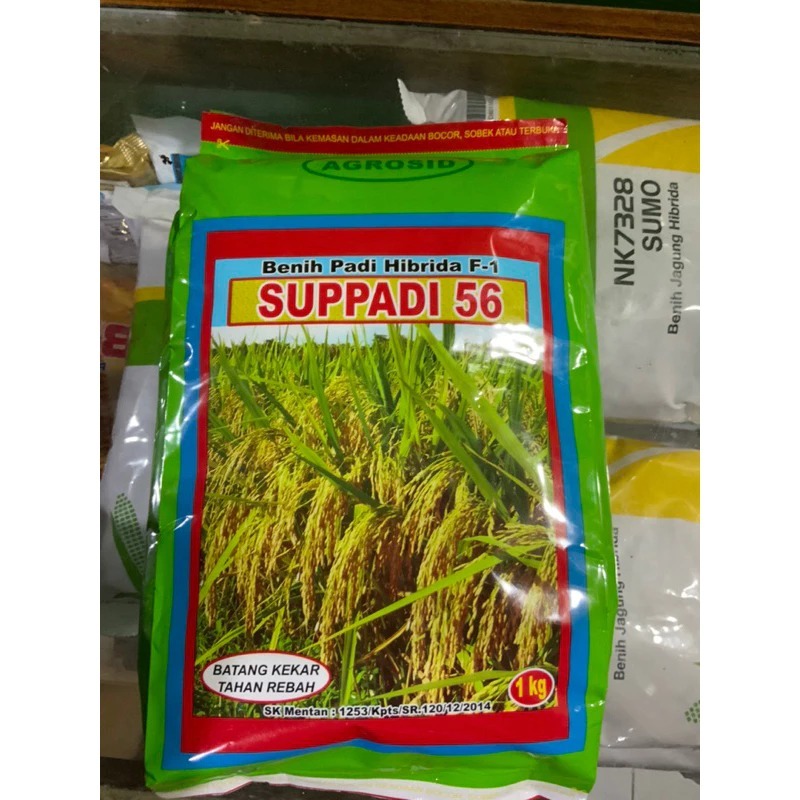 JANGAN DITERIMA BILA KEMASAN DALAM KEADAAN BOCOR, SOBEK ATAU TERBUKA
AGROSID
Benih Padi Hibrida F-1
SUPPADI 56
BATANG KEKAR
TAHAN REBAH
1 kg
SK Mentan : 1253/Kpts/SR.120/12/2014
NK7328
SUMO
Benih Jagung Hibrida
Benih Jagung